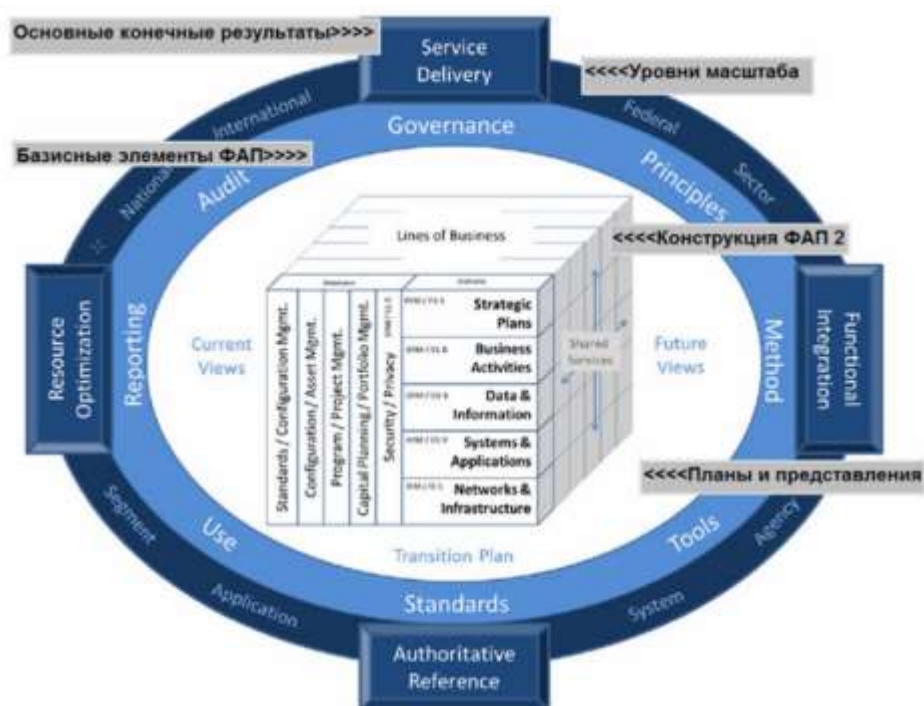 Основные конечные результаты>>>>
Service
Delivery
<<<<Уровни масштаба
International
Federal
Governance
Базисные элементы ФАП>>>>
National
Audit
Principles
Sector
Lines of Business
<<<<Конструкция ФАП 2
Resource
Optimization
Reporting
Current
Views
Standards / Configuration Mgmt.
Configuration / Asset Mgmt.
Program / Project Mgmt.
Capital Planning / Portfolio Mgmt.
Security / Privacy
Strategic
Plans
Business
Activities
Data &
Information
Systems &
Applications
Networks &
Infrastructure
Shared
Services
Future
Views
Method
Functional
Integration
<<<<Планы и представления
Segment
Use
Transition Plan
Tools
Agency
Application
Standards
System
Authoritative
Reference